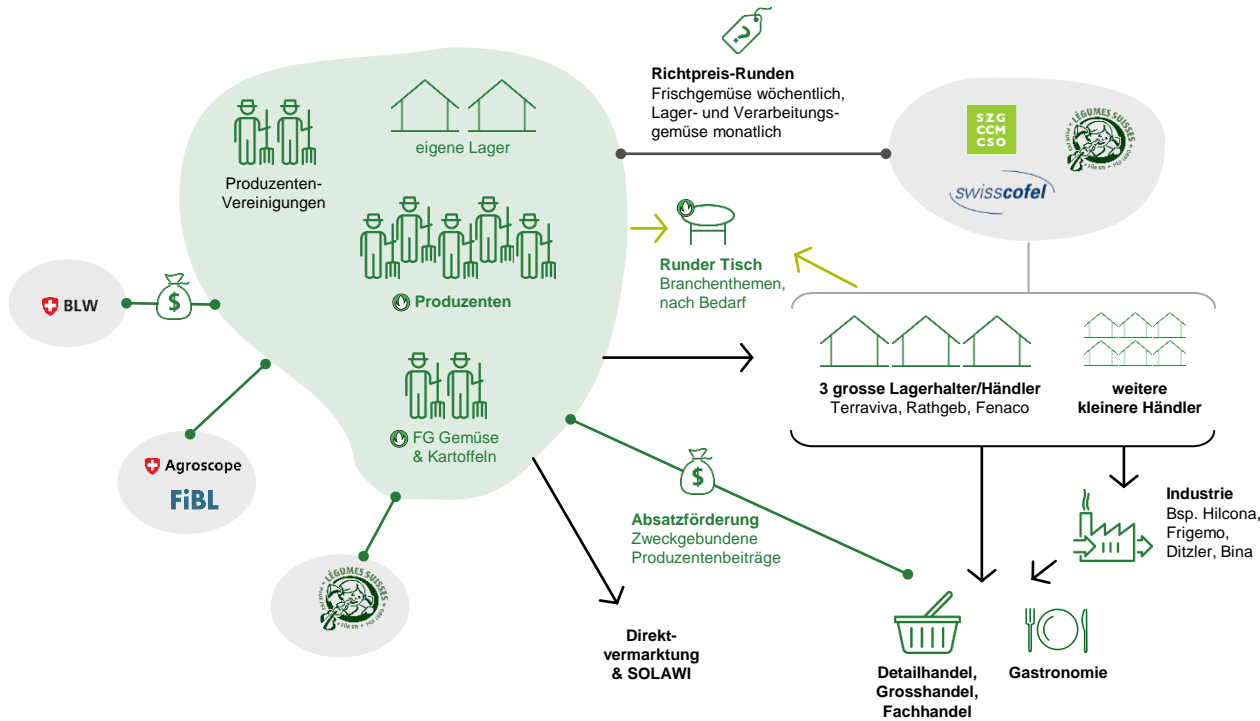 Richtpreis-Runden
Frischgemüse wöchentlich,
Lager- und Verarbeitungs-
gemüse monatlich
eigene Lager
Produzenten-
Vereinigungen
SZG
CCM
CSO
LÉGUMES SUISSES
swisscofel
Runder Tisch
Branchenthemen,
nach Bedarf
Produzenten
BLW
$
3 grosse Lagerhalter/Händler
Terraviva, Rathgeb, Fenaco
weitere
kleinere Händler
FG Gemüse
& Kartoffeln
Agroscope
FiBL
$
Absatzförderung
Zweckgebundene
Produzentenbeiträge
Industrie
Bsp. Hilcona,
Frigemo,
Ditzler, Bina
LÉGUMES SUISSES
Direkt-
vermarktung
& SOLAWI
Detailhandel,
Grosshandel,
Fachhandel
Gastronomie